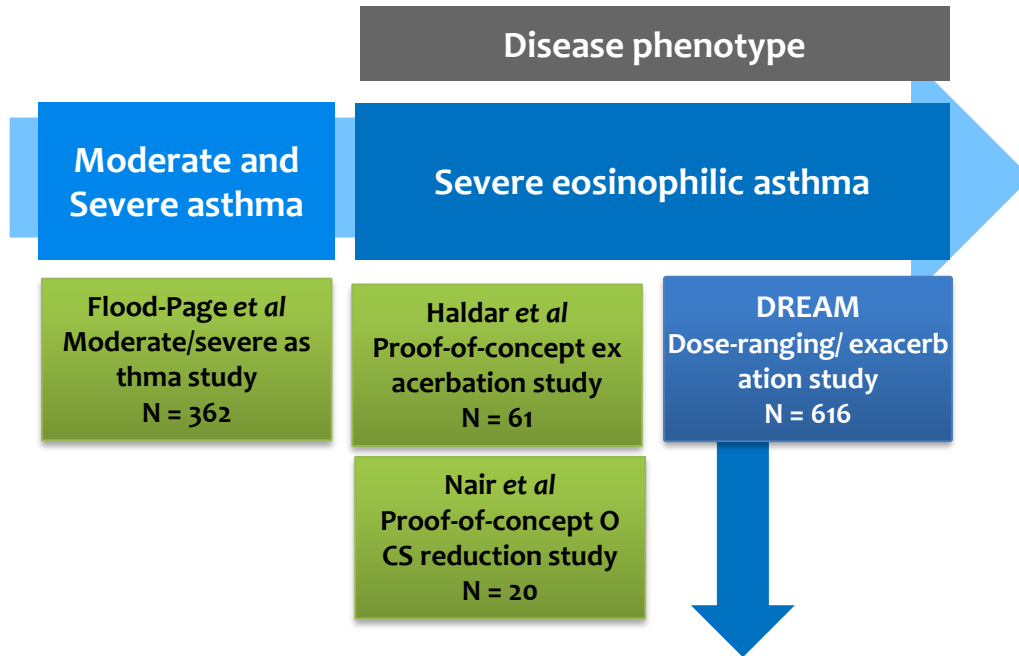 Disease phenotype
Moderate and
Severe asthma
Severe eosinophilic asthma
Flood-Page et al
Moderate/severe as
thma study
N = 362
Haldar et al
Proof-of-concept ex
acerbation study
N = 61
DREAM
Dose-ranging/ exacerb
ation study
N = 616
Nair et al
Proof-of-concept O
CS reduction study
N = 20